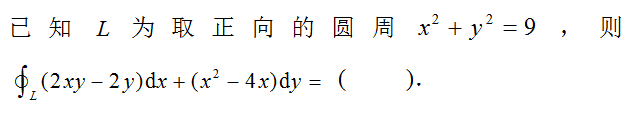 已知 L 为取正向的圆周 x² + y² = 9 ，则
∮_L (2xy − 2y)dx + (x² − 4x)dy = （      ）.